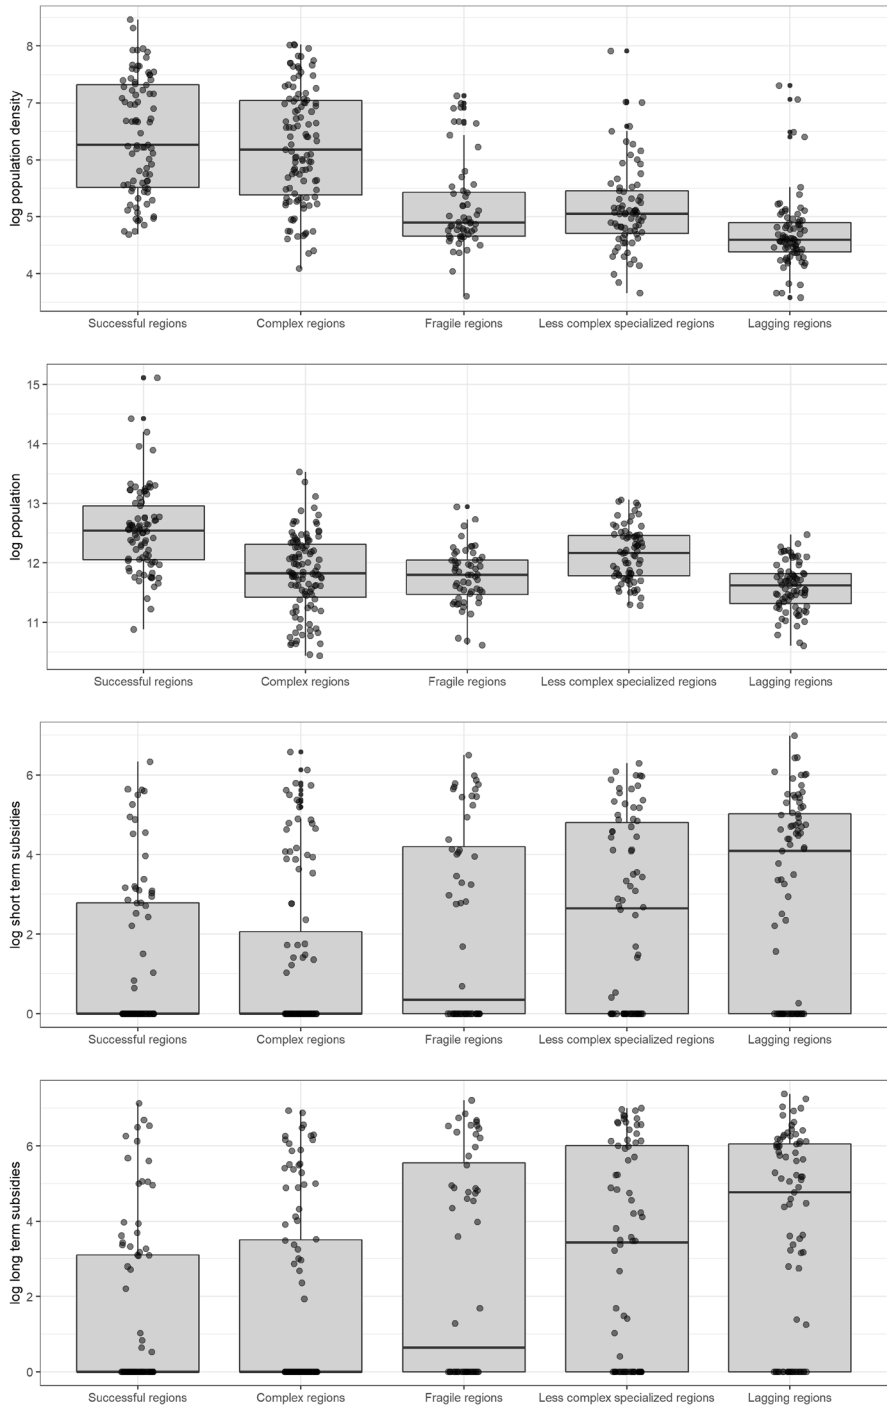 log population density
8
7
6
5
4
Successful regions Complex regions Fragile regions Less complex specialized regions Lagging regions
log population
15
14
13
12
11
Successful regions Complex regions Fragile regions Less complex specialized regions Lagging regions
log short term subsidies
6
4
2
0
Successful regions Complex regions Fragile regions Less complex specialized regions Lagging regions
log long term subsidies
6
4
2
0
Successful regions Complex regions Fragile regions Less complex specialized regions Lagging regions